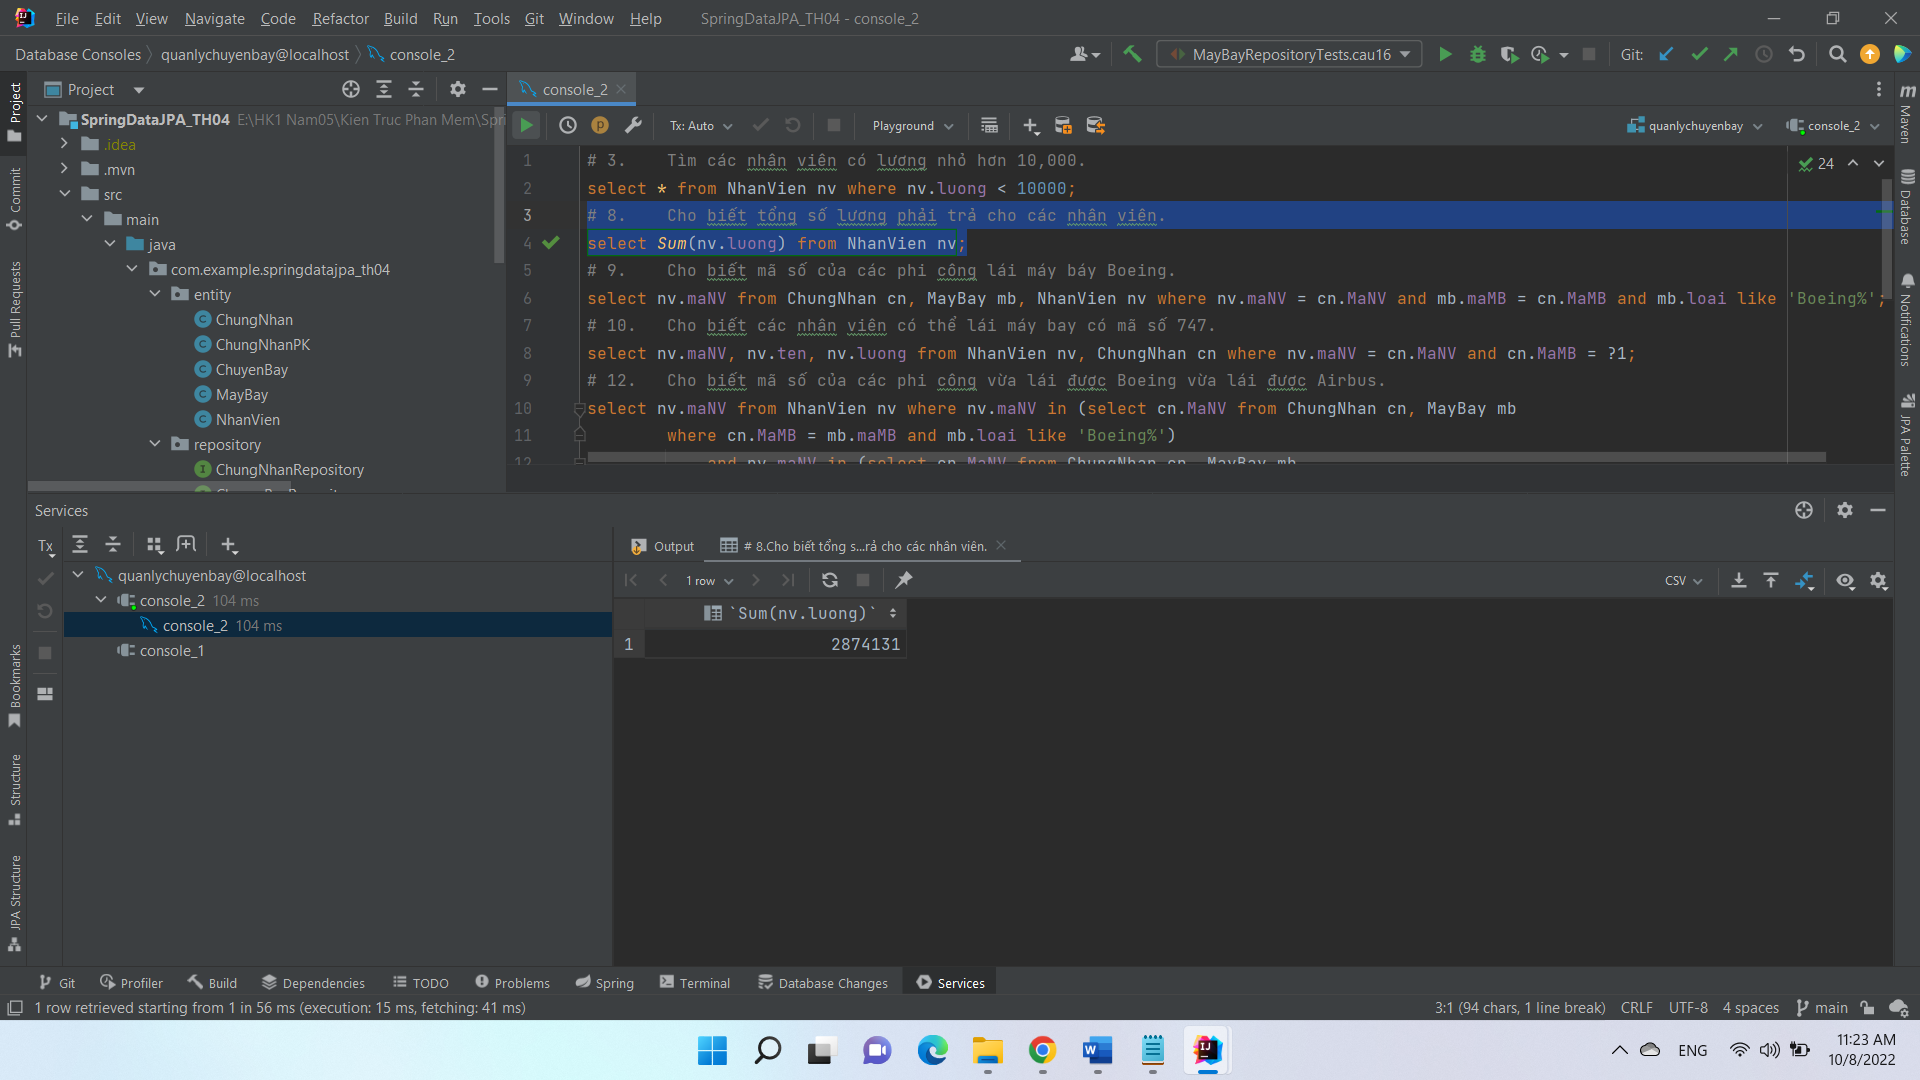 File Edit View Navigate Code Refactor Build Run Tools Git Window Help SpringDataJPA_TH04 - console_2
Database Consoles quanlychuyenbay@localhost console_2 MayBayRepositoryTests.cau16 Git:
Project console_2
Tx: Auto Playground quanlychuyenbay console_2
SpringDataJPA_TH04 E:\HK1 Nam05\Kien Truc Phan Mem\Spri
.idea
.mvn
src
main
java
com.example.springdatajpa_th04
entity
ChungNhan
ChungNhanPK
ChuyenBay
MayBay
NhanVien
repository
ChungNhanRepository
24
1 # 3. Tìm các nhân viên có lương nhỏ hơn 10,000.
2 select * from NhanVien nv where nv.luong < 10000;
3 # 8. Cho biết tổng số lương phải trả cho các nhân viên.
4 select Sum(nv.luong) from NhanVien nv;
5 # 9. Cho biết mã số của các phi công lái máy báy Boeing.
6 select nv.maNV from ChungNhan cn, MayBay mb, NhanVien nv where nv.maNV = cn.MaNV and mb.maMB = cn.MaMB and mb.loai like 'Boeing%';
7 # 10. Cho biết các nhân viên có thể lái máy bay có mã số 747.
8 select nv.maNV, nv.ten, nv.luong from NhanVien nv, ChungNhan cn where nv.maNV = cn.MaNV and cn.MaMB = ?1;
9 # 12. Cho biết mã số của các phi công vừa lái được Boeing vừa lái được Airbus.
10 select nv.maNV from NhanVien nv where nv.maNV in (select cn.MaNV from ChungNhan cn, MayBay mb
11 where cn.MaMB = mb.maMB and mb.loai like 'Boeing%')
12 and nv.maNV in (select cn.MaNV from ChungNhan cn, MayBay mb
Project
Commit
Pull Requests
Bookmarks
Structure
JPA Structure
Maven
Database
Notifications
JPA Palette
Services
Tx
quanlychuyenbay@localhost
console_2 104 ms
console_2 104 ms
console_1
Output # 8.Cho biết tổng s...rả cho các nhân viên.
1 row CSV
`Sum(nv.luong)`
1 2874131
Git Profiler Build Dependencies TODO Problems Spring Terminal Database Changes Services
1 row retrieved starting from 1 in 56 ms (execution: 15 ms, fetching: 41 ms) 3:1 (94 chars, 1 line break) CRLF UTF-8 4 spaces main
ENG 11:23 AM
10/8/2022